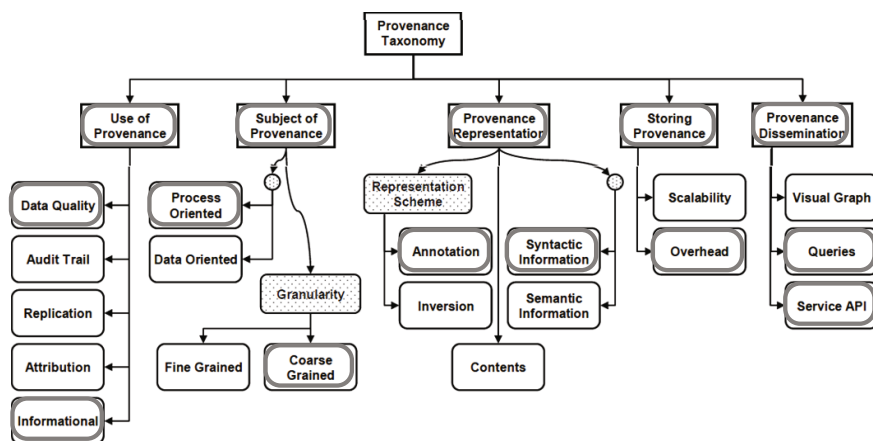 Provenance
Taxonomy
Use of
Provenance
Subject of
Provenance
Provenance
Representation
Storing
Provenance
Provenance
Dissemination
Data Quality
Audit Trail
Replication
Attribution
Informational
Process
Oriented
Data Oriented
Granularity
Fine Grained
Coarse
Grained
Representation
Scheme
Annotation
Inversion
Syntactic
Information
Semantic
Information
Contents
Scalability
Overhead
Visual Graph
Queries
Service API